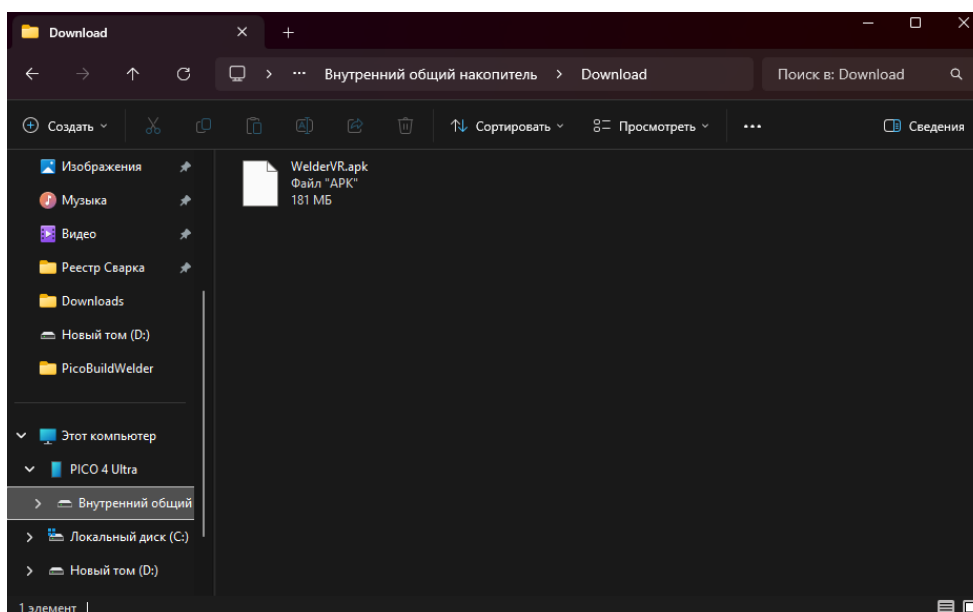 Download
Внутренний общий накопитель > Download
Поиск в: Download
Создать
Сортировать
Просмотреть
Сведения
Изображения
Музыка
Видео
Реестр Сварка
Downloads
Новый том (D:)
PicoBuildWelder
Этот компьютер
PICO 4 Ultra
Внутренний общий
Локальный диск (C:)
Новый том (D:)
WelderVR.apk
Файл "APK"
181 МБ
1 элемент